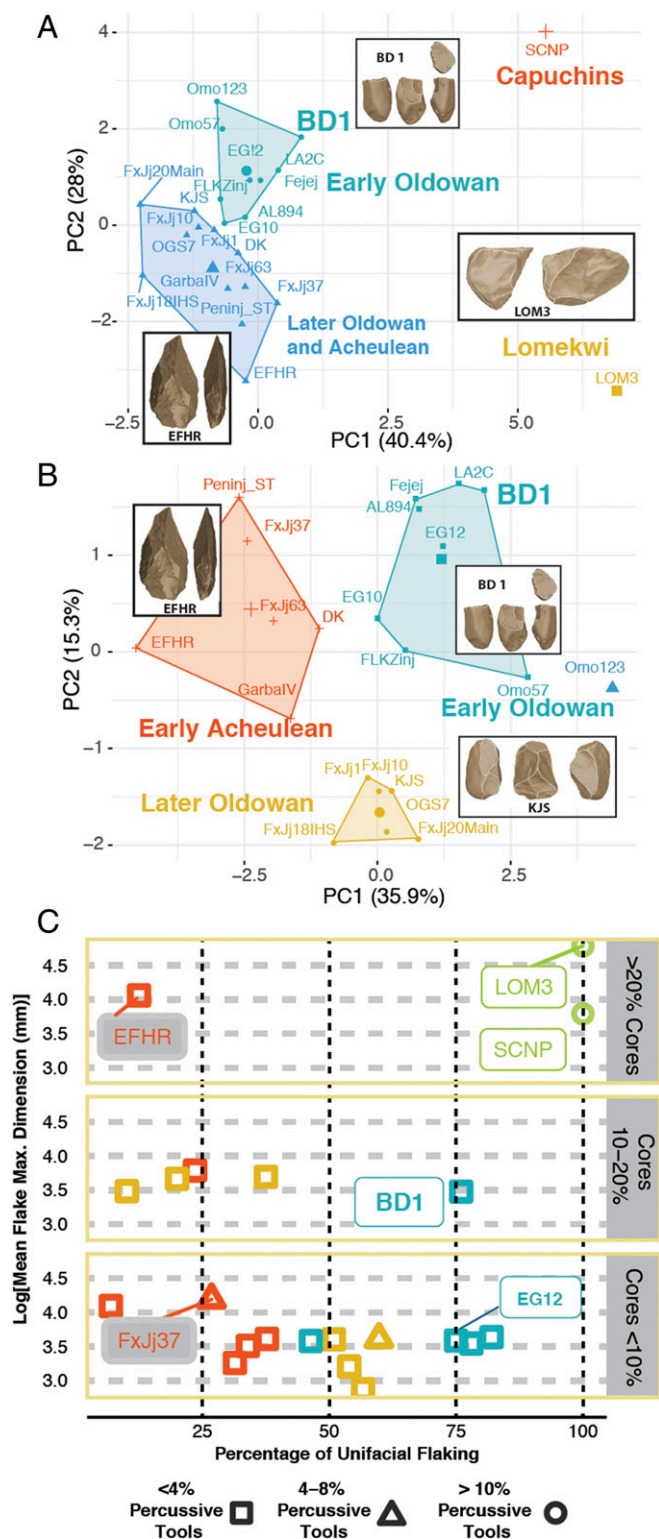 A
4
SCNP
BD 1
Capuchins
Omo123
BD1
Omo57
2
EG!2
LA2C
Early Oldowan
FxJj20Main
FLKZinj
Fejej
KJS
AL894
PC2 (28%)
0
FxJj10
EG10
FxJj1
DK
OGS7
FxJj63
FxJj37
GarbaIV
LOM3
FxJj18IHS
Peninj_ST
Later Oldowan
and Acheulean
Lomekwi
-2
EFHR
LOM3
EFHR
-2.5
0.0
2.5
5.0
PC1 (40.4%)
B
Peninj_ST
LA2C
Fejej
BD1
AL894
FxJj37
1
EG12
EFHR
BD 1
EG10
FxJj63
DK
PC2 (15.3%)
EFHR
0
FLKZinj
Omo123
GarbaIV
Omo57
Early Acheulean
Early Oldowan
-1
FxJj1
FxJj10
KJS
Later Oldowan
OGS7
KJS
FxJj18IHS
FxJj20Main
-2
-2.5
0.0
2.5
PC1 (35.9%)
C
Log[Mean Flake Max. Dimension (mm)]
4.5
4.0
3.5
3.0
LOM3
EFHR
SCNP
>20% Cores
4.5
4.0
3.5
3.0
BD1
Cores
10–20%
4.5
4.0
3.5
3.0
EG12
FxJj37
Cores <10%
25
50
75
100
Percentage of Unifacial Flaking
<4%
Percussive
Tools
4–8%
Percussive
Tools
> 10%
Percussive
Tools